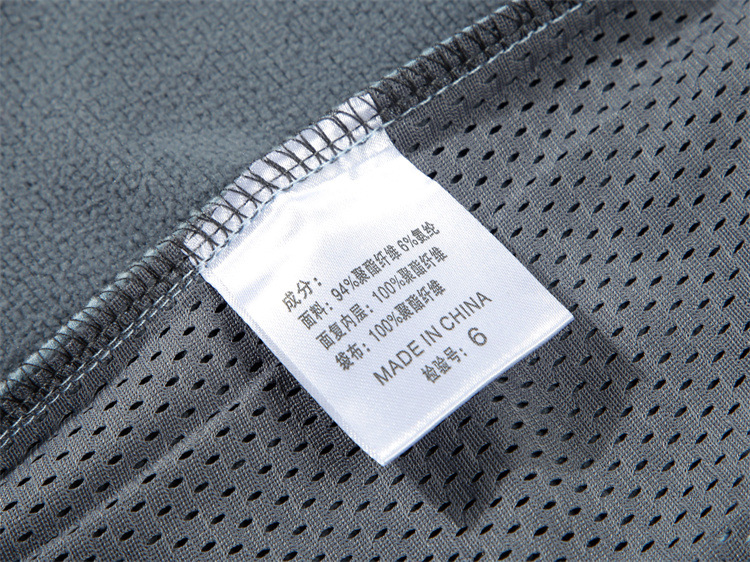 成分：
面料：94%聚酯纤维 6%氨纶
面复内层：100%聚酯纤维
袋布：100%聚酯纤维
MADE IN CHINA
检验号：6